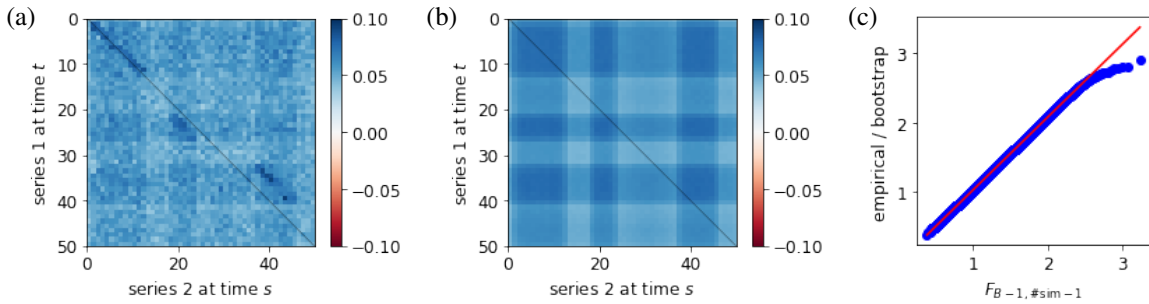 (a)
0
10
20
30
40
50
0 20 40
series 1 at time t
series 2 at time s
0.10
0.05
0.00
−0.05
−0.10
(b)
0
10
20
30
40
50
0 20 40
series 1 at time t
series 2 at time s
0.10
0.05
0.00
−0.05
−0.10
(c)
3
2
1
1 2 3
empirical / bootstrap
F_{B−1, #sim−1}